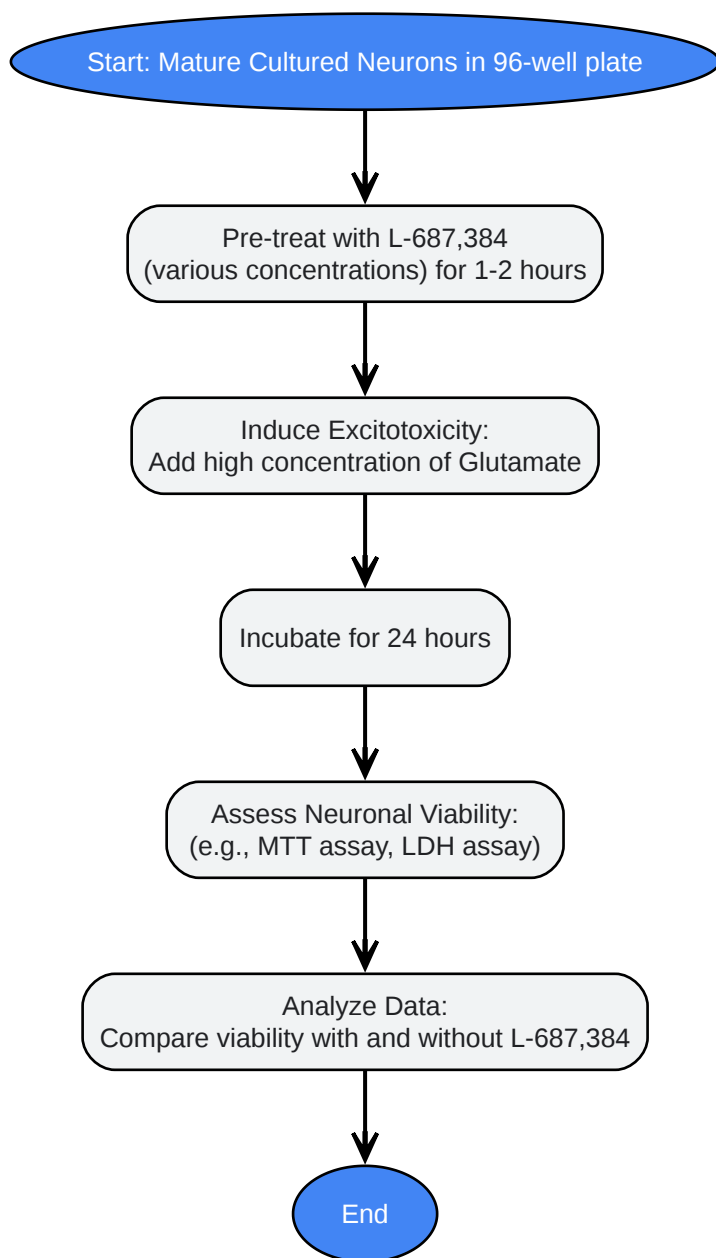 Start: Mature Cultured Neurons in 96-well plate
Pre-treat with L-687,384
(various concentrations) for 1-2 hours
Induce Excitotoxicity:
Add high concentration of Glutamate
Incubate for 24 hours
Assess Neuronal Viability:
(e.g., MTT assay, LDH assay)
Analyze Data:
Compare viability with and without L-687,384
End